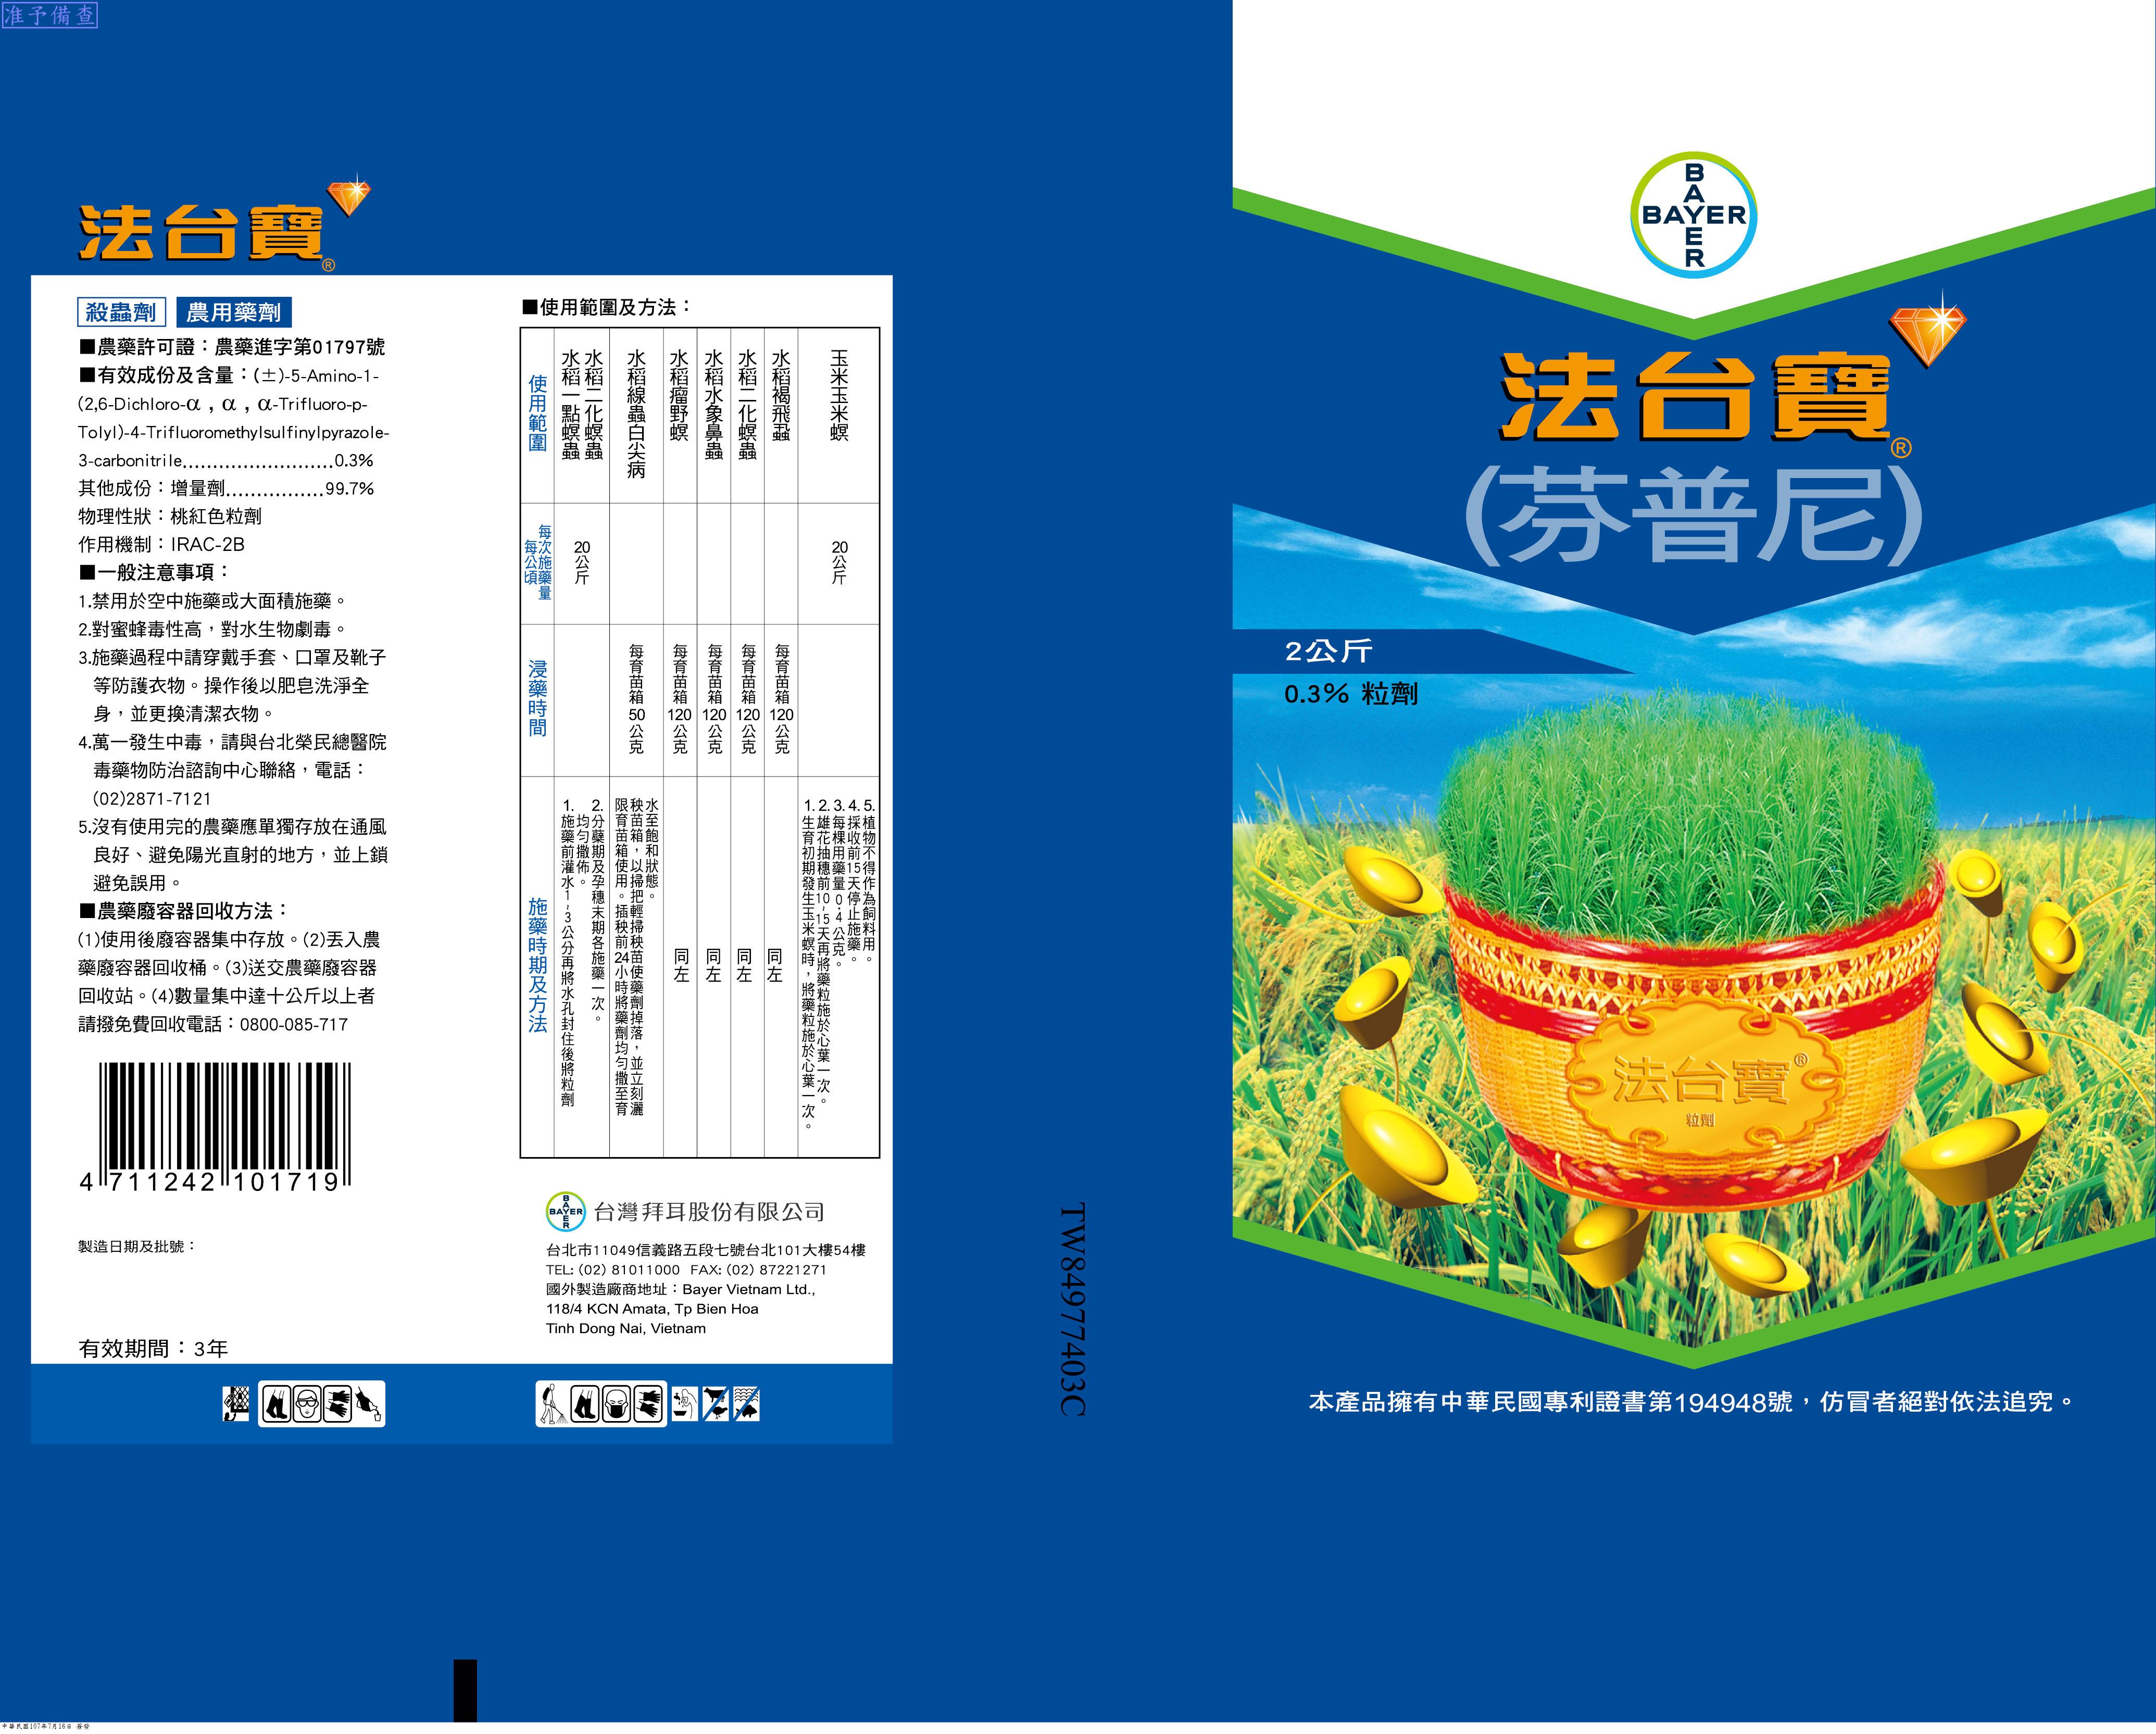 准予備查
法台寶®
殺蟲劑 農用藥劑
■農藥許可證：農藥進字第01797號
■有效成份及含量：(±)-5-Amino-1-
(2,6-Dichloro-α , α , α-Trifluoro-p-
Tolyl)-4-Trifluoromethylsulfinylpyrazole-
3-carbonitrile.........................0.3%
其他成份：增量劑................99.7%
物理性狀：桃紅色粒劑
作用機制：IRAC-2B
■一般注意事項：
1.禁用於空中施藥或大面積施藥。
2.對蜜蜂毒性高，對水生物劇毒。
3.施藥過程中請穿戴手套、口罩及靴子
等防護衣物。操作後以肥皂洗淨全
身，並更換清潔衣物。
4.萬一發生中毒，請與台北榮民總醫院
毒藥物防治諮詢中心聯絡，電話：
(02)2871-7121
5.沒有使用完的農藥應單獨存放在通風
良好、避免陽光直射的地方，並上鎖
避免誤用。
■農藥廢容器回收方法：
(1)使用後廢容器集中存放。(2)丟入農
藥廢容器回收桶。(3)送交農藥廢容器
回收站。(4)數量集中達十公斤以上者
請撥免費回收電話：0800-085-717
4 711242 101719
製造日期及批號：
有效期間：3年
■使用範圍及方法：
使用範圍
每次施藥量
每公頃
浸藥時間
施藥時期及方法
水稻二化螟蟲
水稻一點螟蟲
20公斤
1.施藥前灌水1~3公分再將水孔封住後將粒劑
均勻撒佈。
2.分蘗期及孕穗末期各施藥一次。
水稻線蟲白尖病
每育苗箱50公克
限育苗箱使用。插秧前24小時將藥劑均勻撒至育
秧苗箱，以掃把輕掃秧苗使藥劑掉落，並立刻灑
水至飽和狀態。
水稻瘤野螟
每育苗箱120公克
同左
水稻水象鼻蟲
每育苗箱120公克
同左
水稻二化螟蟲
每育苗箱120公克
同左
水稻褐飛蝨
每育苗箱120公克
同左
玉米玉米螟
20公斤
1.生育初期發生玉米螟時，將藥粒施於心葉一次。
2.雄花抽穗前10~15天再將藥粒施於心葉一次。
3.每棵用藥量0.4公克。
4.採收前15天停止施藥。
5.植物不得作為飼料用。
BAYER
BAYER
台灣拜耳股份有限公司
台北市11049信義路五段七號台北101大樓54樓
TEL: (02) 81011000 FAX: (02) 87221271
國外製造廠商地址：Bayer Vietnam Ltd.,
118/4 KCN Amata, Tp Bien Hoa
Tinh Dong Nai, Vietnam
TW84977403C
BAYER
BAYER
法台寶®
(芬普尼)
2公斤
0.3% 粒劑
法台寶®
粒劑
本產品擁有中華民國專利證書第194948號，仿冒者絕對依法追究。
中華民國107年7月16日 簽發